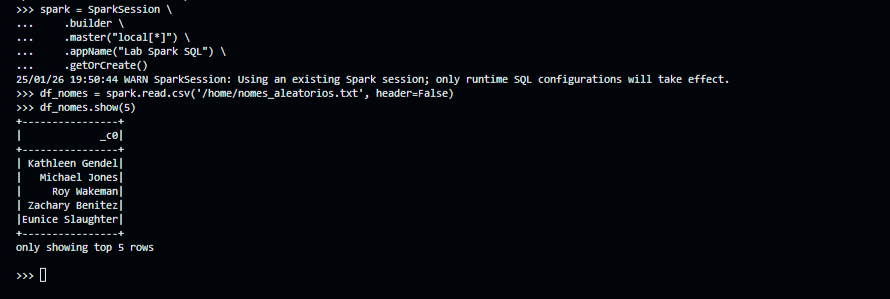 >>> spark = SparkSession \
...     .builder \
...     .master("local[*]") \
...     .appName("Lab Spark SQL") \
...     .getOrCreate()
25/01/26 19:50:44 WARN SparkSession: Using an existing Spark session; only runtime SQL configurations will take effect.
>>> df_nomes = spark.read.csv('/home/nomes_aleatorios.txt', header=False)
>>> df_nomes.show(5)
+----------------+
|             _c0|
+----------------+
| Kathleen Gendel|
|   Michael Jones|
|     Roy Wakeman|
| Zachary Benitez|
|Eunice Slaughter|
+----------------+
only showing top 5 rows

>>>